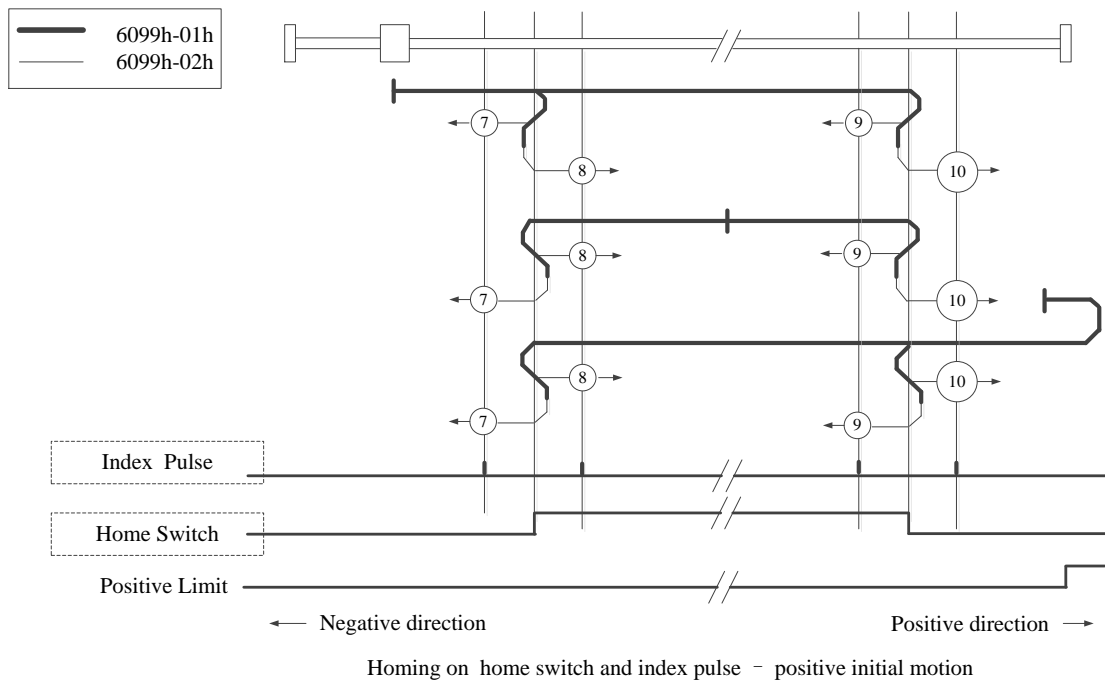 6099h-01h
6099h-02h
7
9
8
10
8
9
7
10
8
10
7
9
Index Pulse
Home Switch
Positive Limit
Negative direction
Positive direction
Homing on home switch and index pulse - positive initial motion